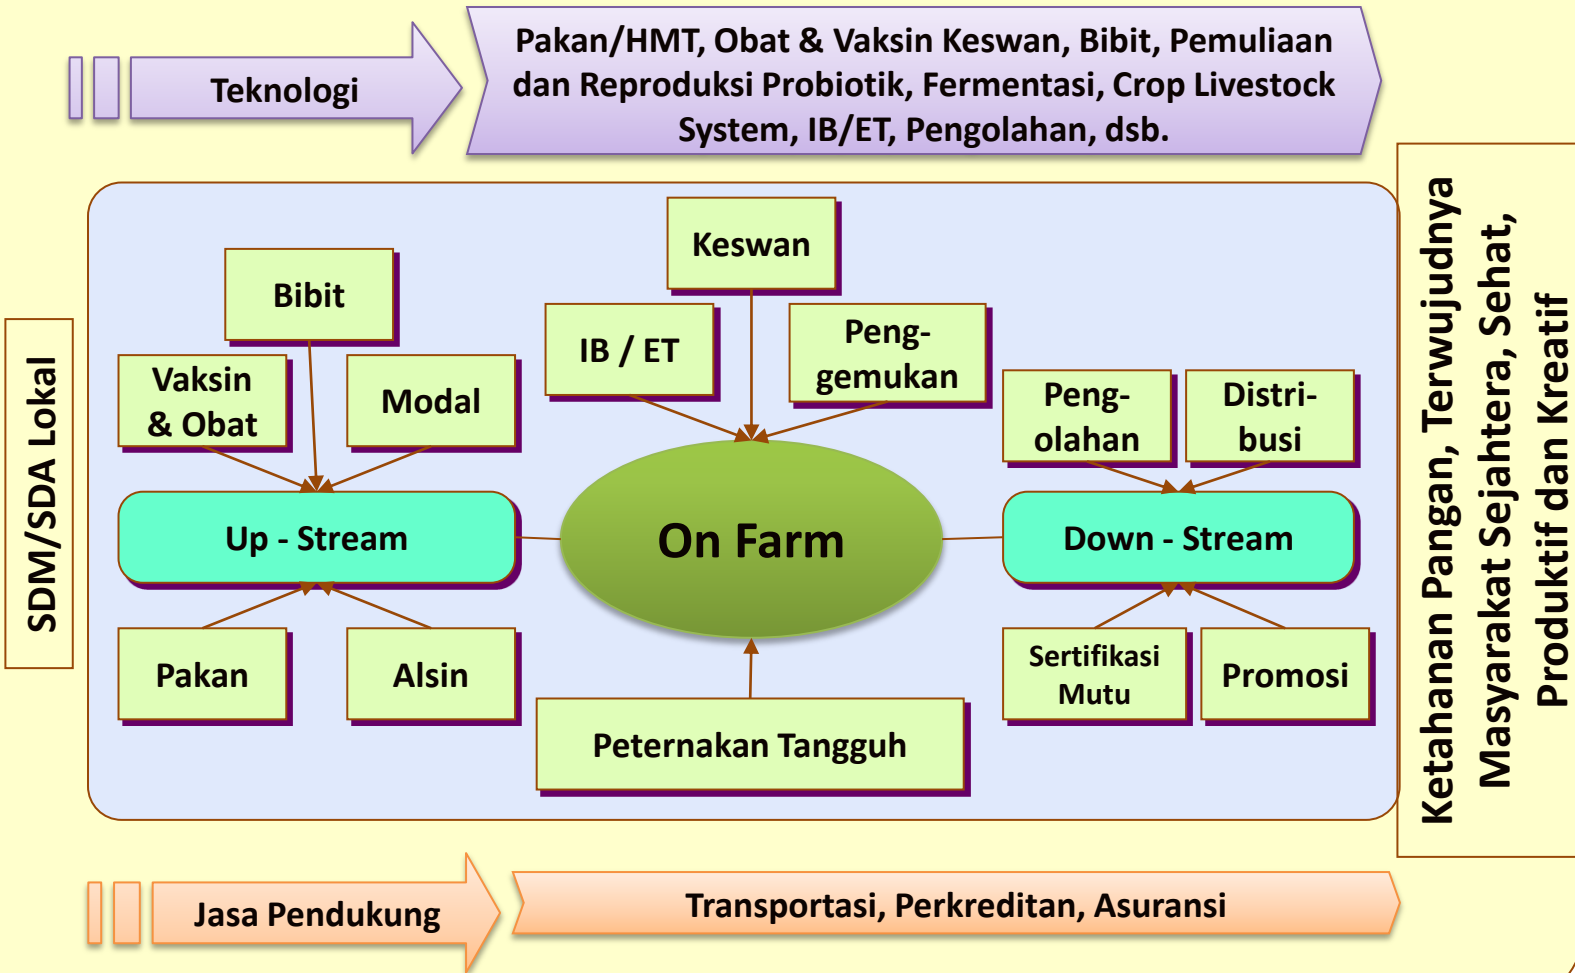 Teknologi
Pakan/HMT, Obat & Vaksin Keswan, Bibit, Pemuliaan
dan Reproduksi Probiotik, Fermentasi, Crop Livestock
System, IB/ET, Pengolahan, dsb.
SDM/SDA Lokal
Bibit
Vaksin
& Obat
Modal
Up - Stream
Pakan
Alsin
Keswan
IB / ET
Peng-
gemukan
On Farm
Peternakan Tangguh
Peng-
olahan
Distri-
busi
Down - Stream
Sertifikasi
Mutu
Promosi
Ketahanan Pangan, Terwujudnya
Masyarakat Sejahtera, Sehat,
Produktif dan Kreatif
Jasa Pendukung
Transportasi, Perkreditan, Asuransi